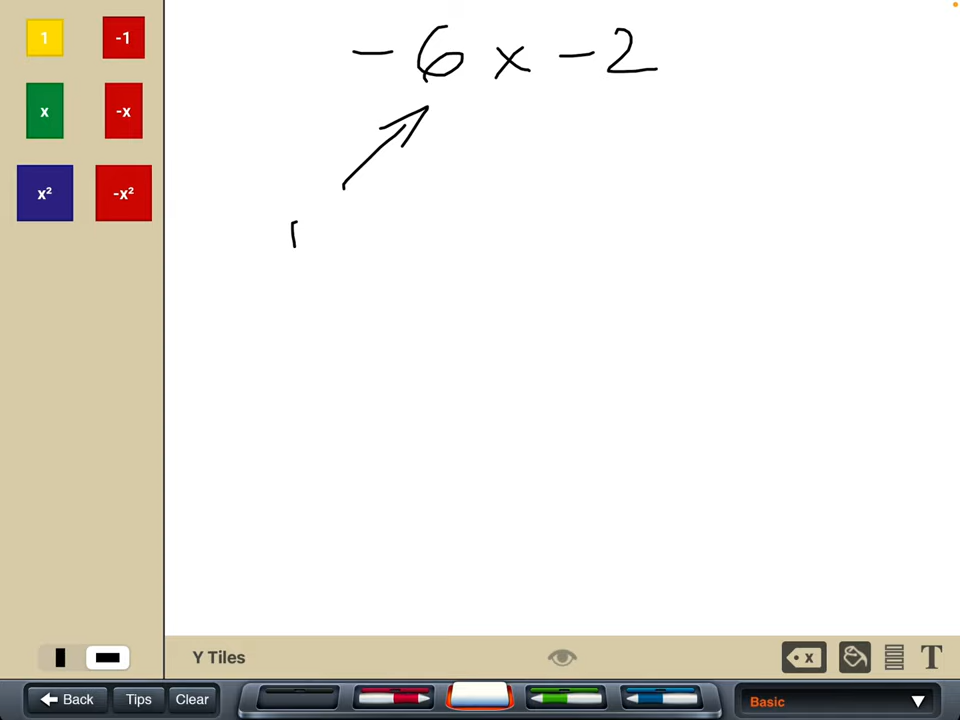 1 -1
-6 x -2
x -x
x² -x²
Y Tiles
x
T
Back Tips Clear
Basic